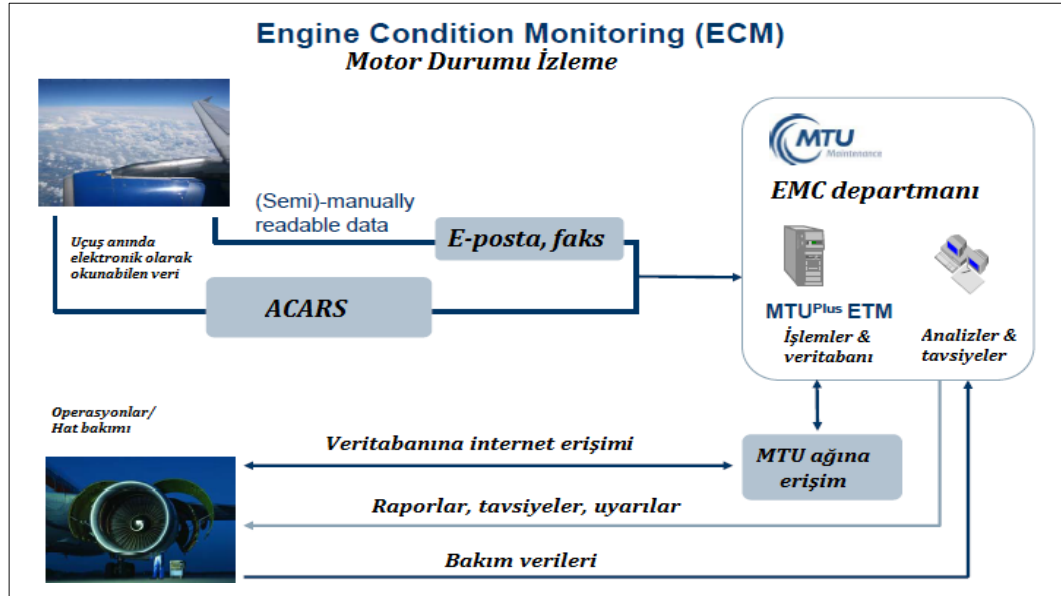 Engine Condition Monitoring (ECM)
Motor Durumu İzleme
MTU
Maintenance
EMC departmanı
(Semi)-manually
readable data
E-posta, faks
Uçuş anında
elektronik olarak
okunabilen veri
ACARS
MTUPlus ETM
İşlemler &
veritabanı
Analizler &
tavsiyeler
Operasyonlar/
Hat bakımı
Veritabanına internet erişimi
MTU ağına
erişim
Raporlar, tavsiyeler, uyarılar
Bakım verileri